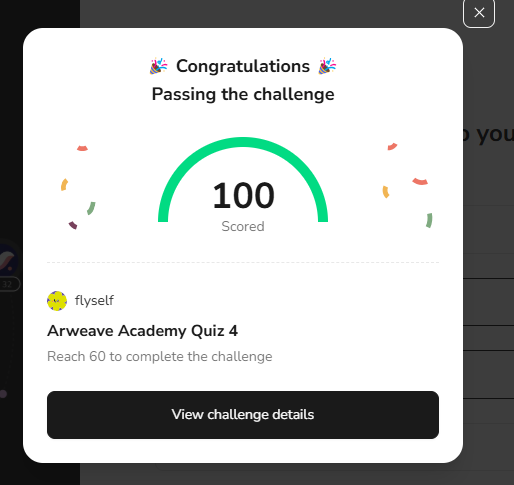 Congratulations
Passing the challenge
100
Scored
flyself
Arweave Academy Quiz 4
Reach 60 to complete the challenge
View challenge details
you
32